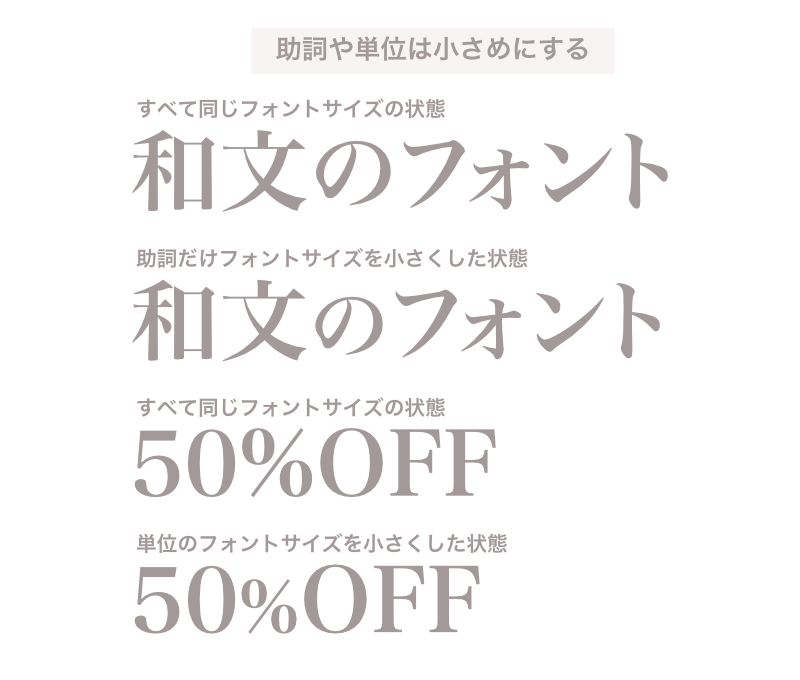 助詞や単位は小さめにする
すべて同じフォントサイズの状態
和文のフォント
助詞だけフォントサイズを小さくした状態
和文のフォント
すべて同じフォントサイズの状態
50%OFF
単位のフォントサイズを小さくした状態
50%OFF